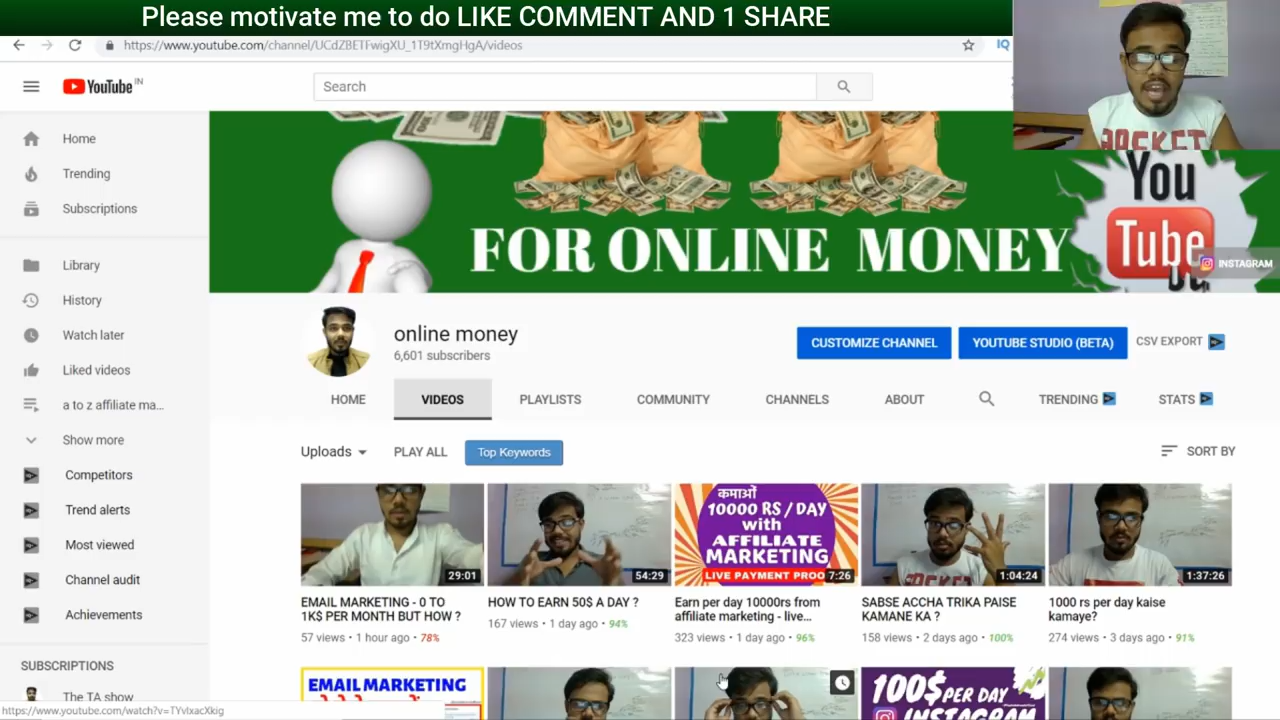 Please motivate me to do LIKE COMMENT AND 1 SHARE
https://www.youtube.com/channel/UCdZBETFwigXU_1T9tXmgHgA/videos
IQ
YouTube IN
Search
Home
Trending
Subscriptions
Library
History
Watch later
Liked videos
a to z affiliate ma...
Show more
Competitors
Trend alerts
Most viewed
Channel audit
Achievements
SUBSCRIPTIONS
The TA show
https://www.youtube.com/watch?v=TYvIxacXkig
FOR ONLINE MONEY
You
Tube
INSTAGRAM
online money
6,601 subscribers
CUSTOMIZE CHANNEL
YOUTUBE STUDIO (BETA)
CSV EXPORT
HOME
VIDEOS
PLAYLISTS
COMMUNITY
CHANNELS
ABOUT
TRENDING
STATS
Uploads
PLAY ALL
Top Keywords
SORT BY
29:01
EMAIL MARKETING - 0 TO
1K$ PER MONTH BUT HOW ?
57 views • 1 hour ago • 78%
54:29
HOW TO EARN 50$ A DAY ?
167 views • 1 day ago • 94%
कमाओं
10000 RS / DAY
with
AFFILIATE
MARKETING
LIVE PAYMENT PROO
7:26
Earn per day 10000rs from
affiliate marketing - live...
323 views • 1 day ago • 96%
1:04:24
SABSE ACCHA TRIKA PAISE
KAMANE KA ?
158 views • 2 days ago • 100%
1:37:26
1000 rs per day kaise
kamaye?
274 views • 3 days ago • 91%
EMAIL MARKETING
100$ PER DAY
INSTAGRAM